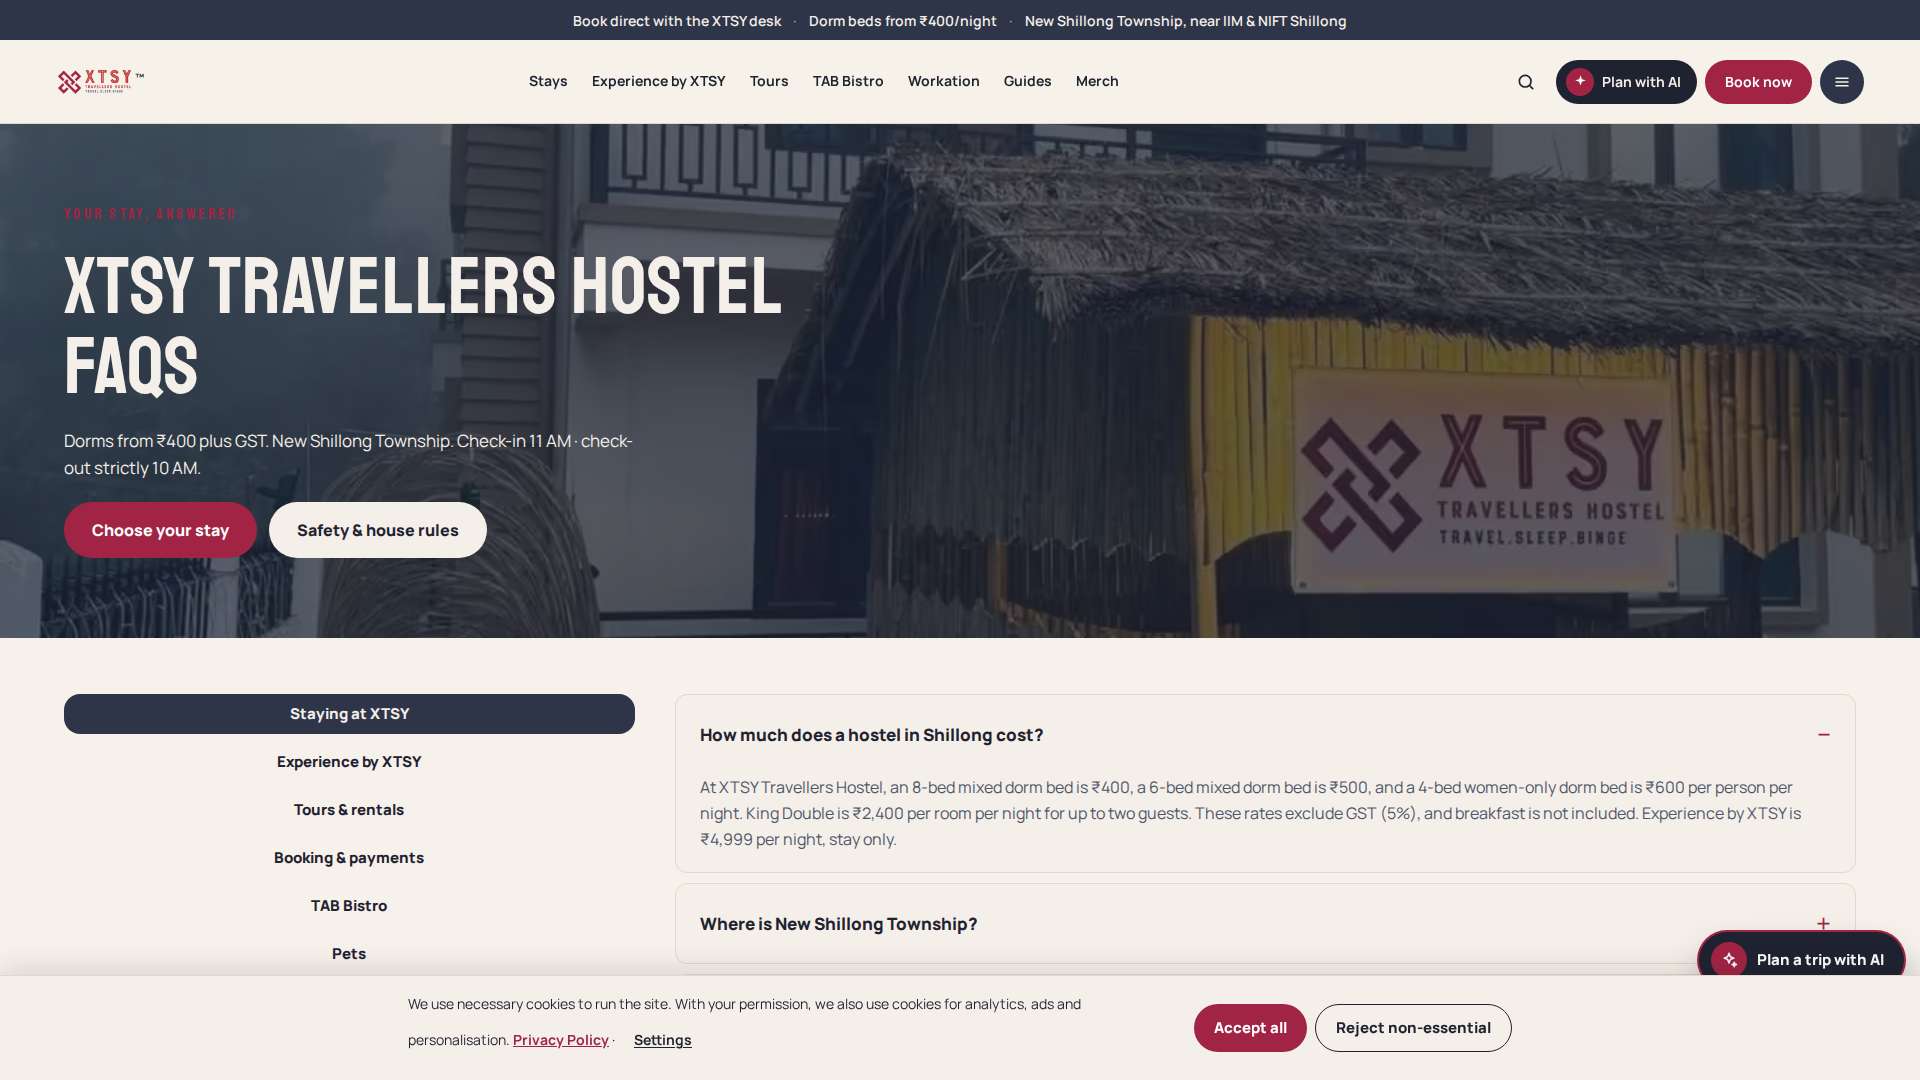 Book direct with the XTSY desk · Dorm beds from ₹400/night · New Shillong Township, near IIM & NIFT Shillong
XTSY™
TRAVELLERS HOSTEL
TRAVEL.SLEEP.BINGE
Stays
Experience by XTSY
Tours
TAB Bistro
Workation
Guides
Merch
Plan with AI
Book now
YOUR STAY, ANSWERED
XTSY TRAVELLERS HOSTEL
FAQS
Dorms from ₹400 plus GST. New Shillong Township. Check-in 11 AM · check-
out strictly 10 AM.
Choose your stay
Safety & house rules
XTSY
TRAVELLERS HOSTEL
TRAVEL.SLEEP.BINGE
Staying at XTSY
Experience by XTSY
Tours & rentals
Booking & payments
TAB Bistro
Pets
How much does a hostel in Shillong cost?
At XTSY Travellers Hostel, an 8-bed mixed dorm bed is ₹400, a 6-bed mixed dorm bed is ₹500, and a 4-bed women-only dorm bed is ₹600 per person per
night. King Double is ₹2,400 per room per night for up to two guests. These rates exclude GST (5%), and breakfast is not included. Experience by XTSY is
₹4,999 per night, stay only.
Where is New Shillong Township?
Plan a trip with AI
We use necessary cookies to run the site. With your permission, we also use cookies for analytics, ads and
personalisation. Privacy Policy · Settings
Accept all
Reject non-essential